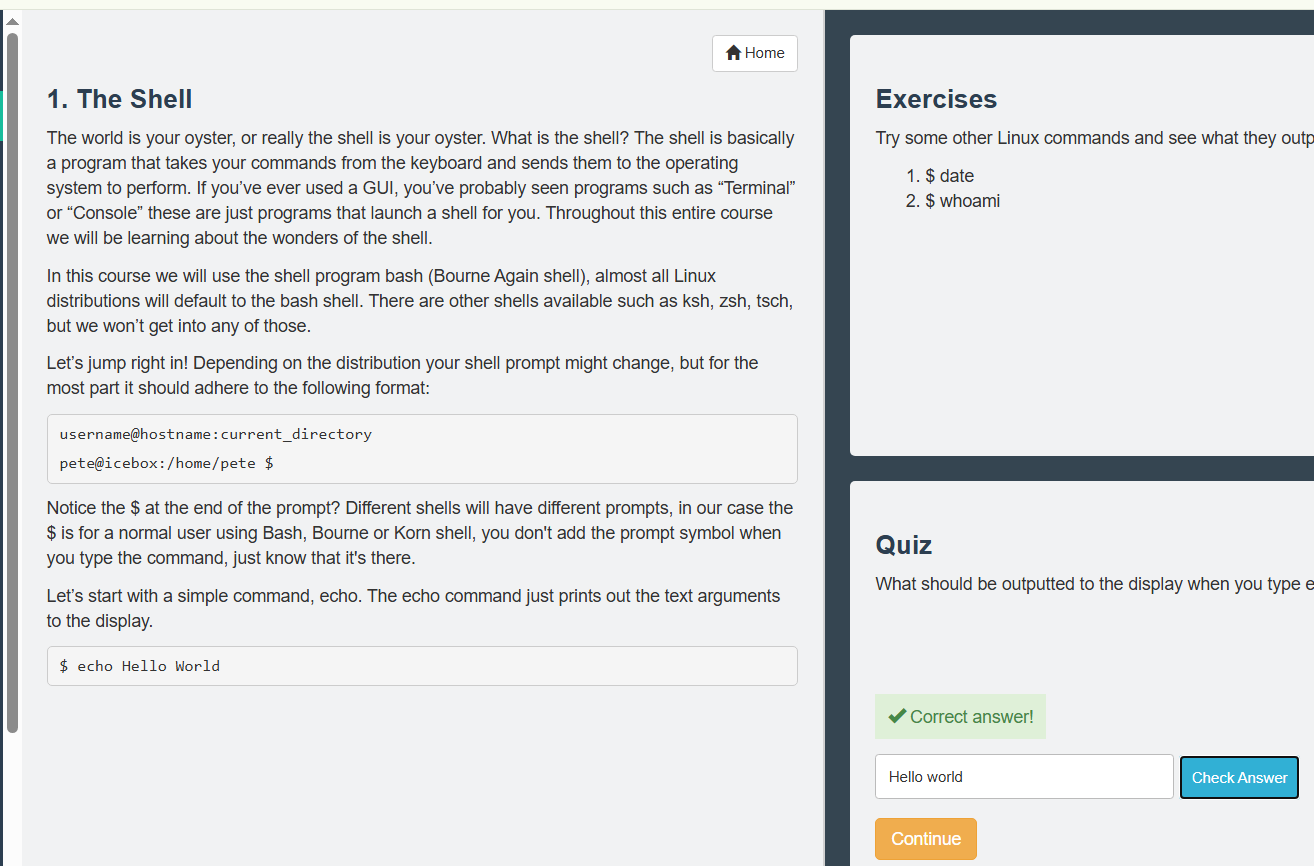 Home
1. The Shell
The world is your oyster, or really the shell is your oyster. What is the shell? The shell is basically
a program that takes your commands from the keyboard and sends them to the operating
system to perform. If you’ve ever used a GUI, you’ve probably seen programs such as “Terminal”
or “Console” these are just programs that launch a shell for you. Throughout this entire course
we will be learning about the wonders of the shell.
In this course we will use the shell program bash (Bourne Again shell), almost all Linux
distributions will default to the bash shell. There are other shells available such as ksh, zsh, tsch,
but we won’t get into any of those.
Let’s jump right in! Depending on the distribution your shell prompt might change, but for the
most part it should adhere to the following format:
username@hostname:current_directory
pete@icebox:/home/pete $
Notice the $ at the end of the prompt? Different shells will have different prompts, in our case the
$ is for a normal user using Bash, Bourne or Korn shell, you don't add the prompt symbol when
you type the command, just know that it's there.
Let’s start with a simple command, echo. The echo command just prints out the text arguments
to the display.
$ echo Hello World
Exercises
Try some other Linux commands and see what they outp
1. $ date
2. $ whoami
Quiz
What should be outputted to the display when you type e
Correct answer!
Hello world
Check Answer
Continue